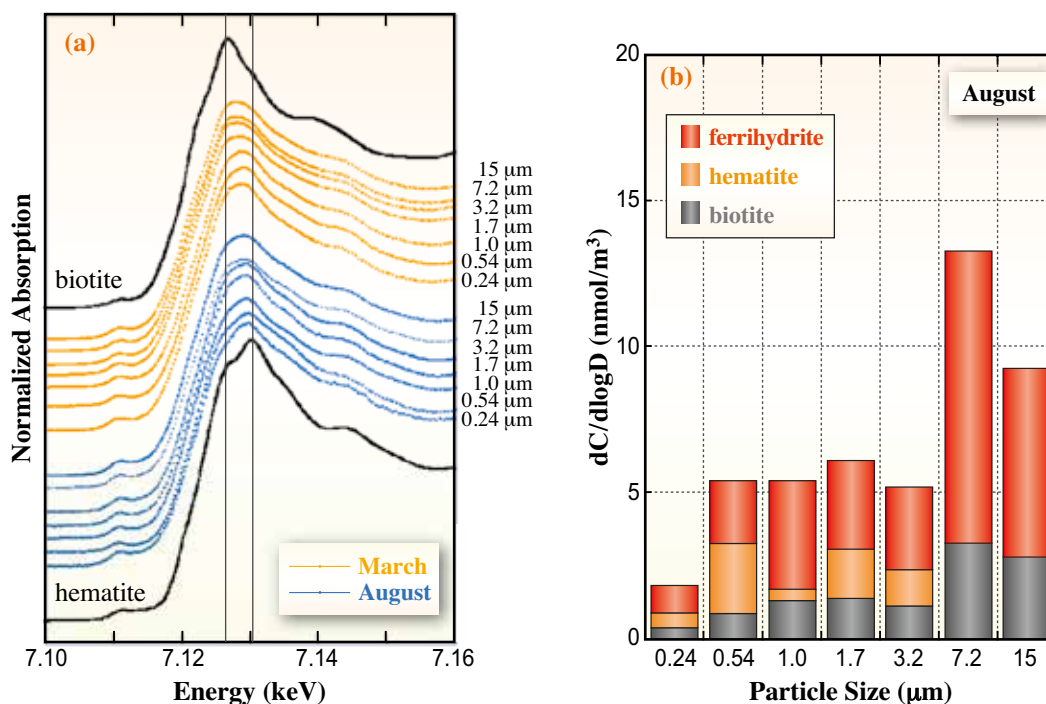 (a)
Normalized Absorption
biotite
15 µm
7.2 µm
3.2 µm
1.7 µm
1.0 µm
0.54 µm
0.24 µm
15 µm
7.2 µm
3.2 µm
1.7 µm
1.0 µm
0.54 µm
0.24 µm
March
August
hematite
7.10
7.12
7.14
7.16
Energy (keV)
(b)
August
ferrihydrite
hematite
biotite
dC/dlogD (nmol/m³)
20
15
10
5
0
0.24
0.54
1.0
1.7
3.2
7.2
15
Particle Size (µm)